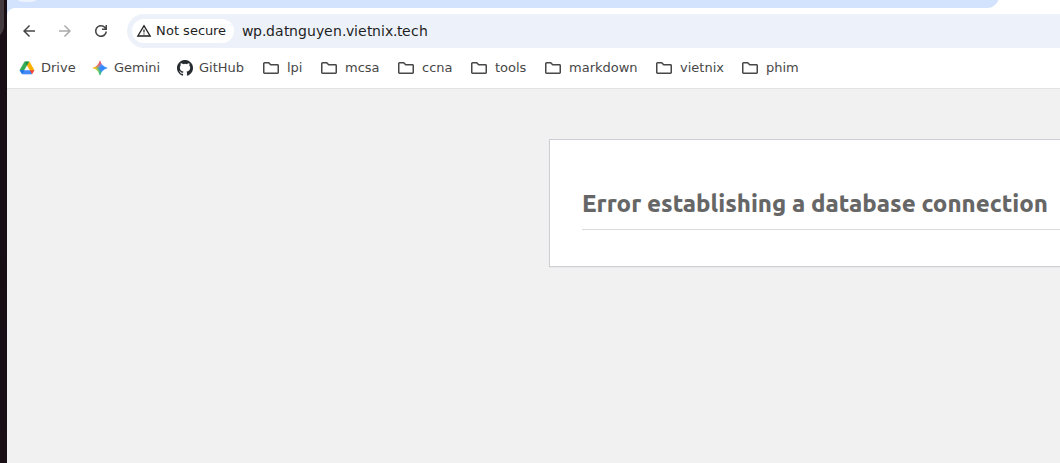 Not secure wp.datnguyen.vietnix.tech
Drive Gemini GitHub lpi mcsa ccna tools markdown vietnix phim
Error establishing a database connection